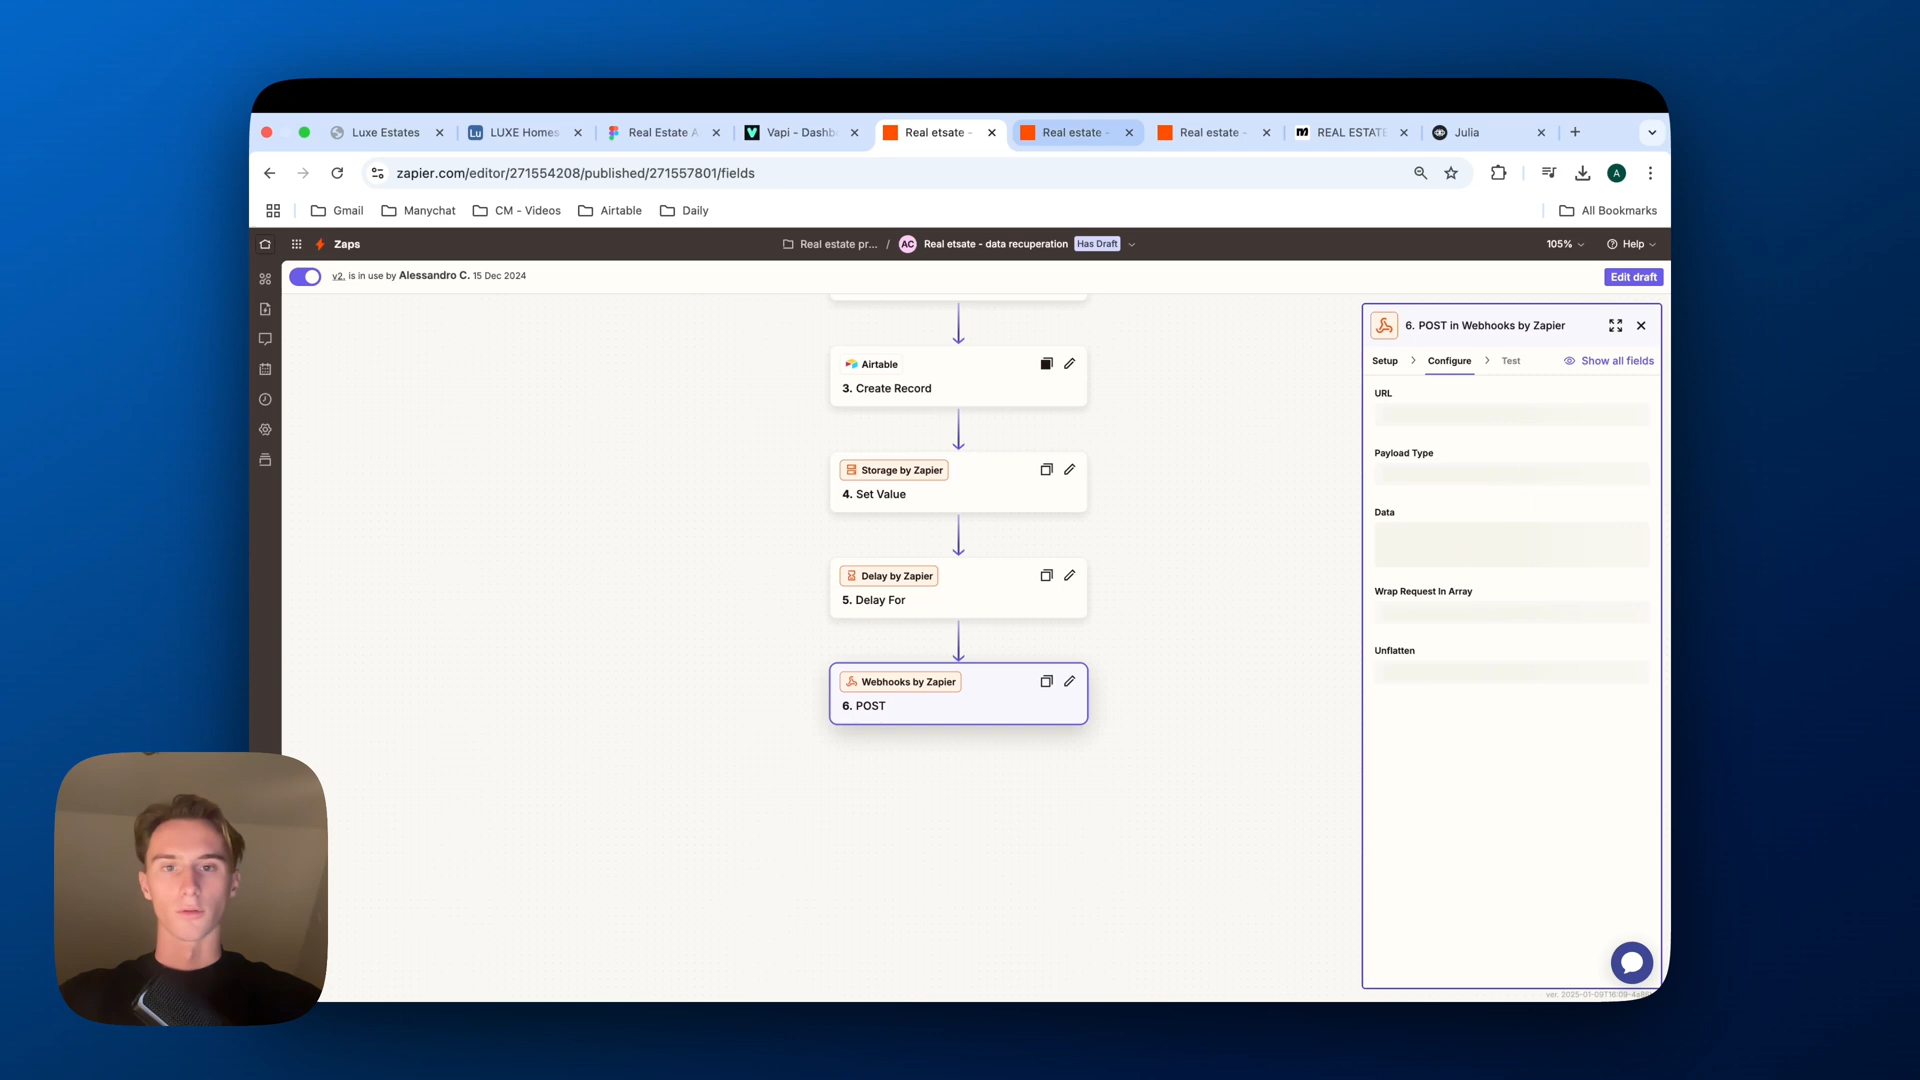 Luxe Estates
LUXE Homes
Real Estate A
Vapi - Dashb
Real etsate -
Real estate -
Real estate -
REAL ESTATE
Julia
zapier.com/editor/271554208/published/271557801/fields
A
Gmail
Manychat
CM - Videos
Airtable
Daily
All Bookmarks
Zaps
Real estate pr... / AC Real etsate - data recuperation Has Draft
105%
Help
v2. is in use by Alessandro C. 15 Dec 2024
Edit draft
Airtable
3. Create Record
Storage by Zapier
4. Set Value
Delay by Zapier
5. Delay For
Webhooks by Zapier
6. POST
6. POST in Webhooks by Zapier
Setup
Configure
Test
Show all fields
URL
Payload Type
Data
Wrap Request In Array
Unflatten